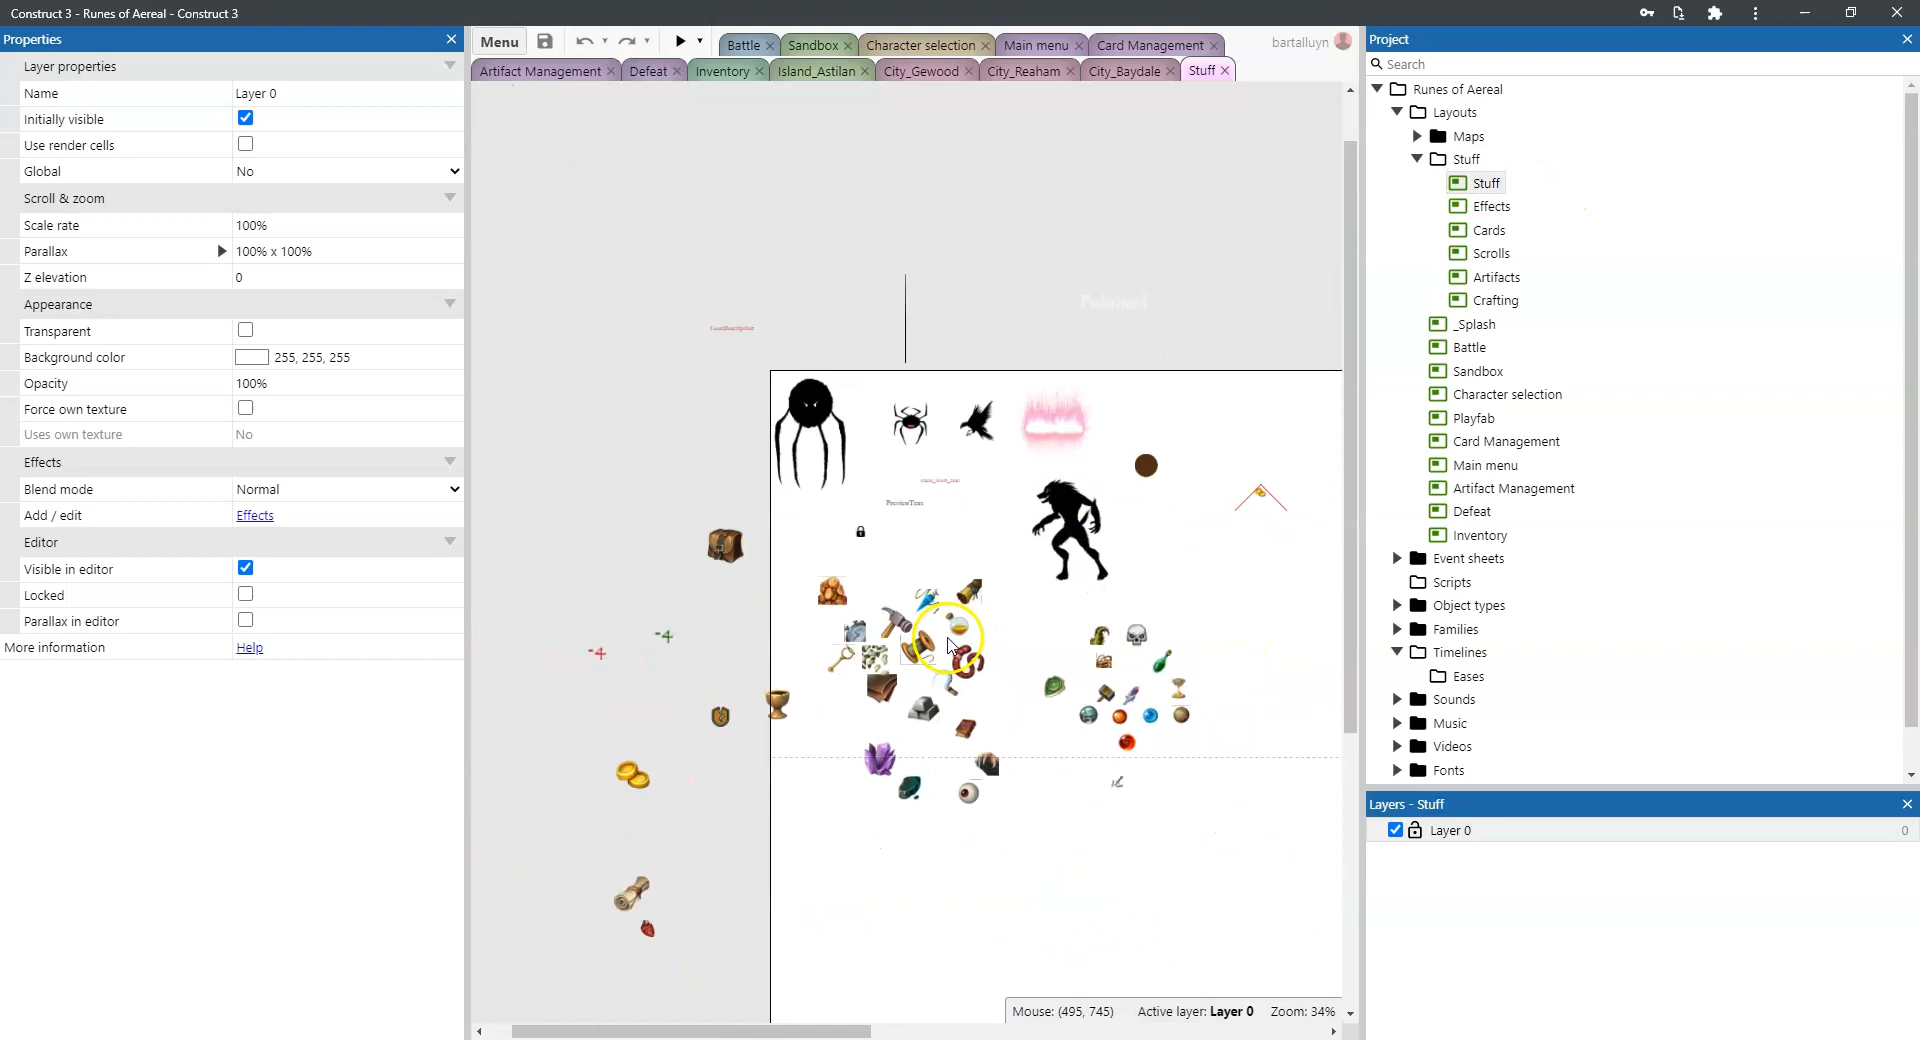 Construct 3 - Runes of Aereal - Construct 3
Properties
Layer properties
Name Layer 0
Initially visible
Use render cells
Global No
Scroll & zoom
Scale rate 100%
Parallax 100% x 100%
Z elevation 0
Appearance
Transparent
Background color 255, 255, 255
Opacity 100%
Force own texture
Uses own texture No
Effects
Blend mode Normal
Add / edit Effects
Editor
Visible in editor
Locked
Parallax in editor
More information Help
Menu
Battle Sandbox Character selection Main menu Card Management
bartalluyn
Artifact Management Defeat Inventory Island_Astilan City_Gewood City_Reaham City_Baydale Stuff
PreviewText
-4
-4
Mouse: (495, 745) Active layer: Layer 0 Zoom: 34%
Project
Search
Runes of Aereal
Layouts
Maps
Stuff
Stuff
Effects
Cards
Scrolls
Artifacts
Crafting
_Splash
Battle
Sandbox
Character selection
Playfab
Card Management
Main menu
Artifact Management
Defeat
Inventory
Event sheets
Scripts
Object types
Families
Timelines
Eases
Sounds
Music
Videos
Fonts
Layers - Stuff
Layer 0 0